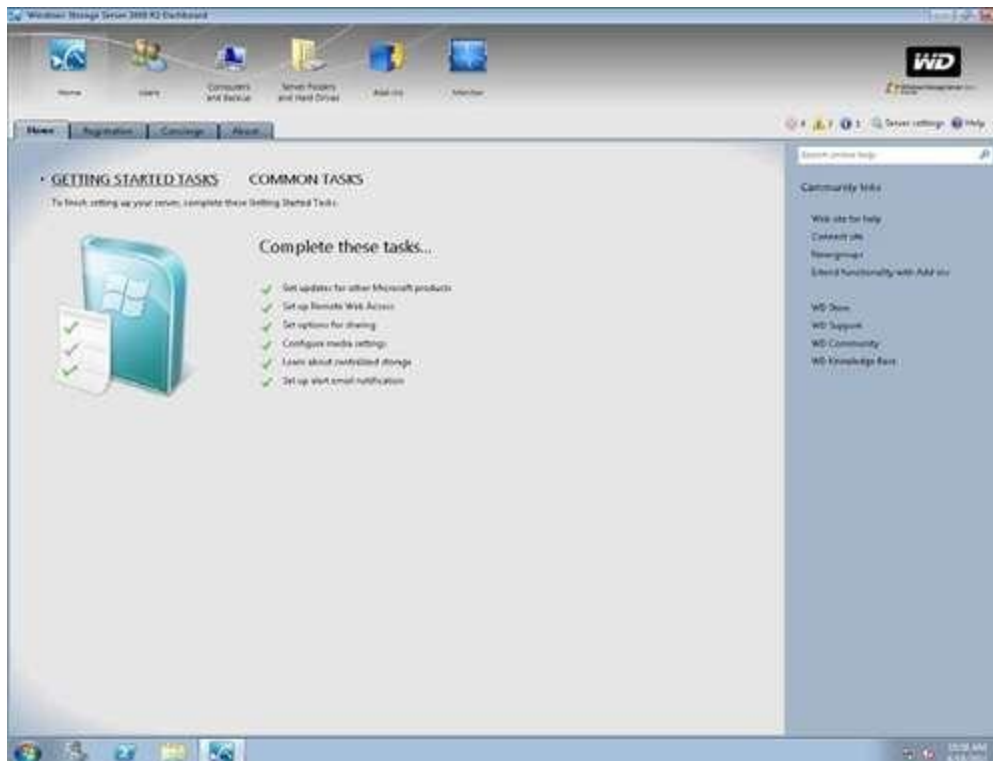 Windows Storage Server 2008 R2 Dashboard
Home
Users
Computers and Backup
Server Folders and Hard Drives
Add-ins
Monitor
WD
Home Registration Concierge About
Server settings Help
Search online help
GETTING STARTED TASKS COMMON TASKS
To finish setting up your server, complete these Getting Started Tasks.
Complete these tasks...
Get updates for other Microsoft products
Set up Remote Web Access
Set options for sharing
Configure media settings
Learn about centralized storage
Set up alert email notification
Community links
Web site for help
Connect site
Newsgroups
Extend functionality with Add-ins
WD Store
WD Support
WD Community
WD Knowledge Base